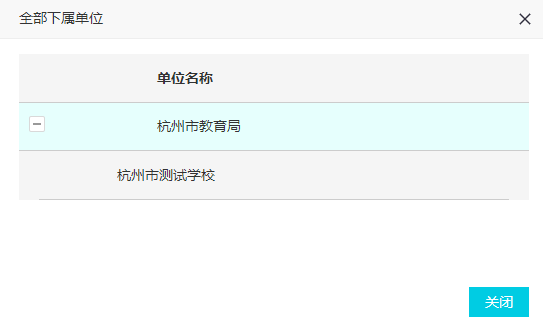 全部下属单位
单位名称
杭州市教育局
杭州市测试学校
关闭